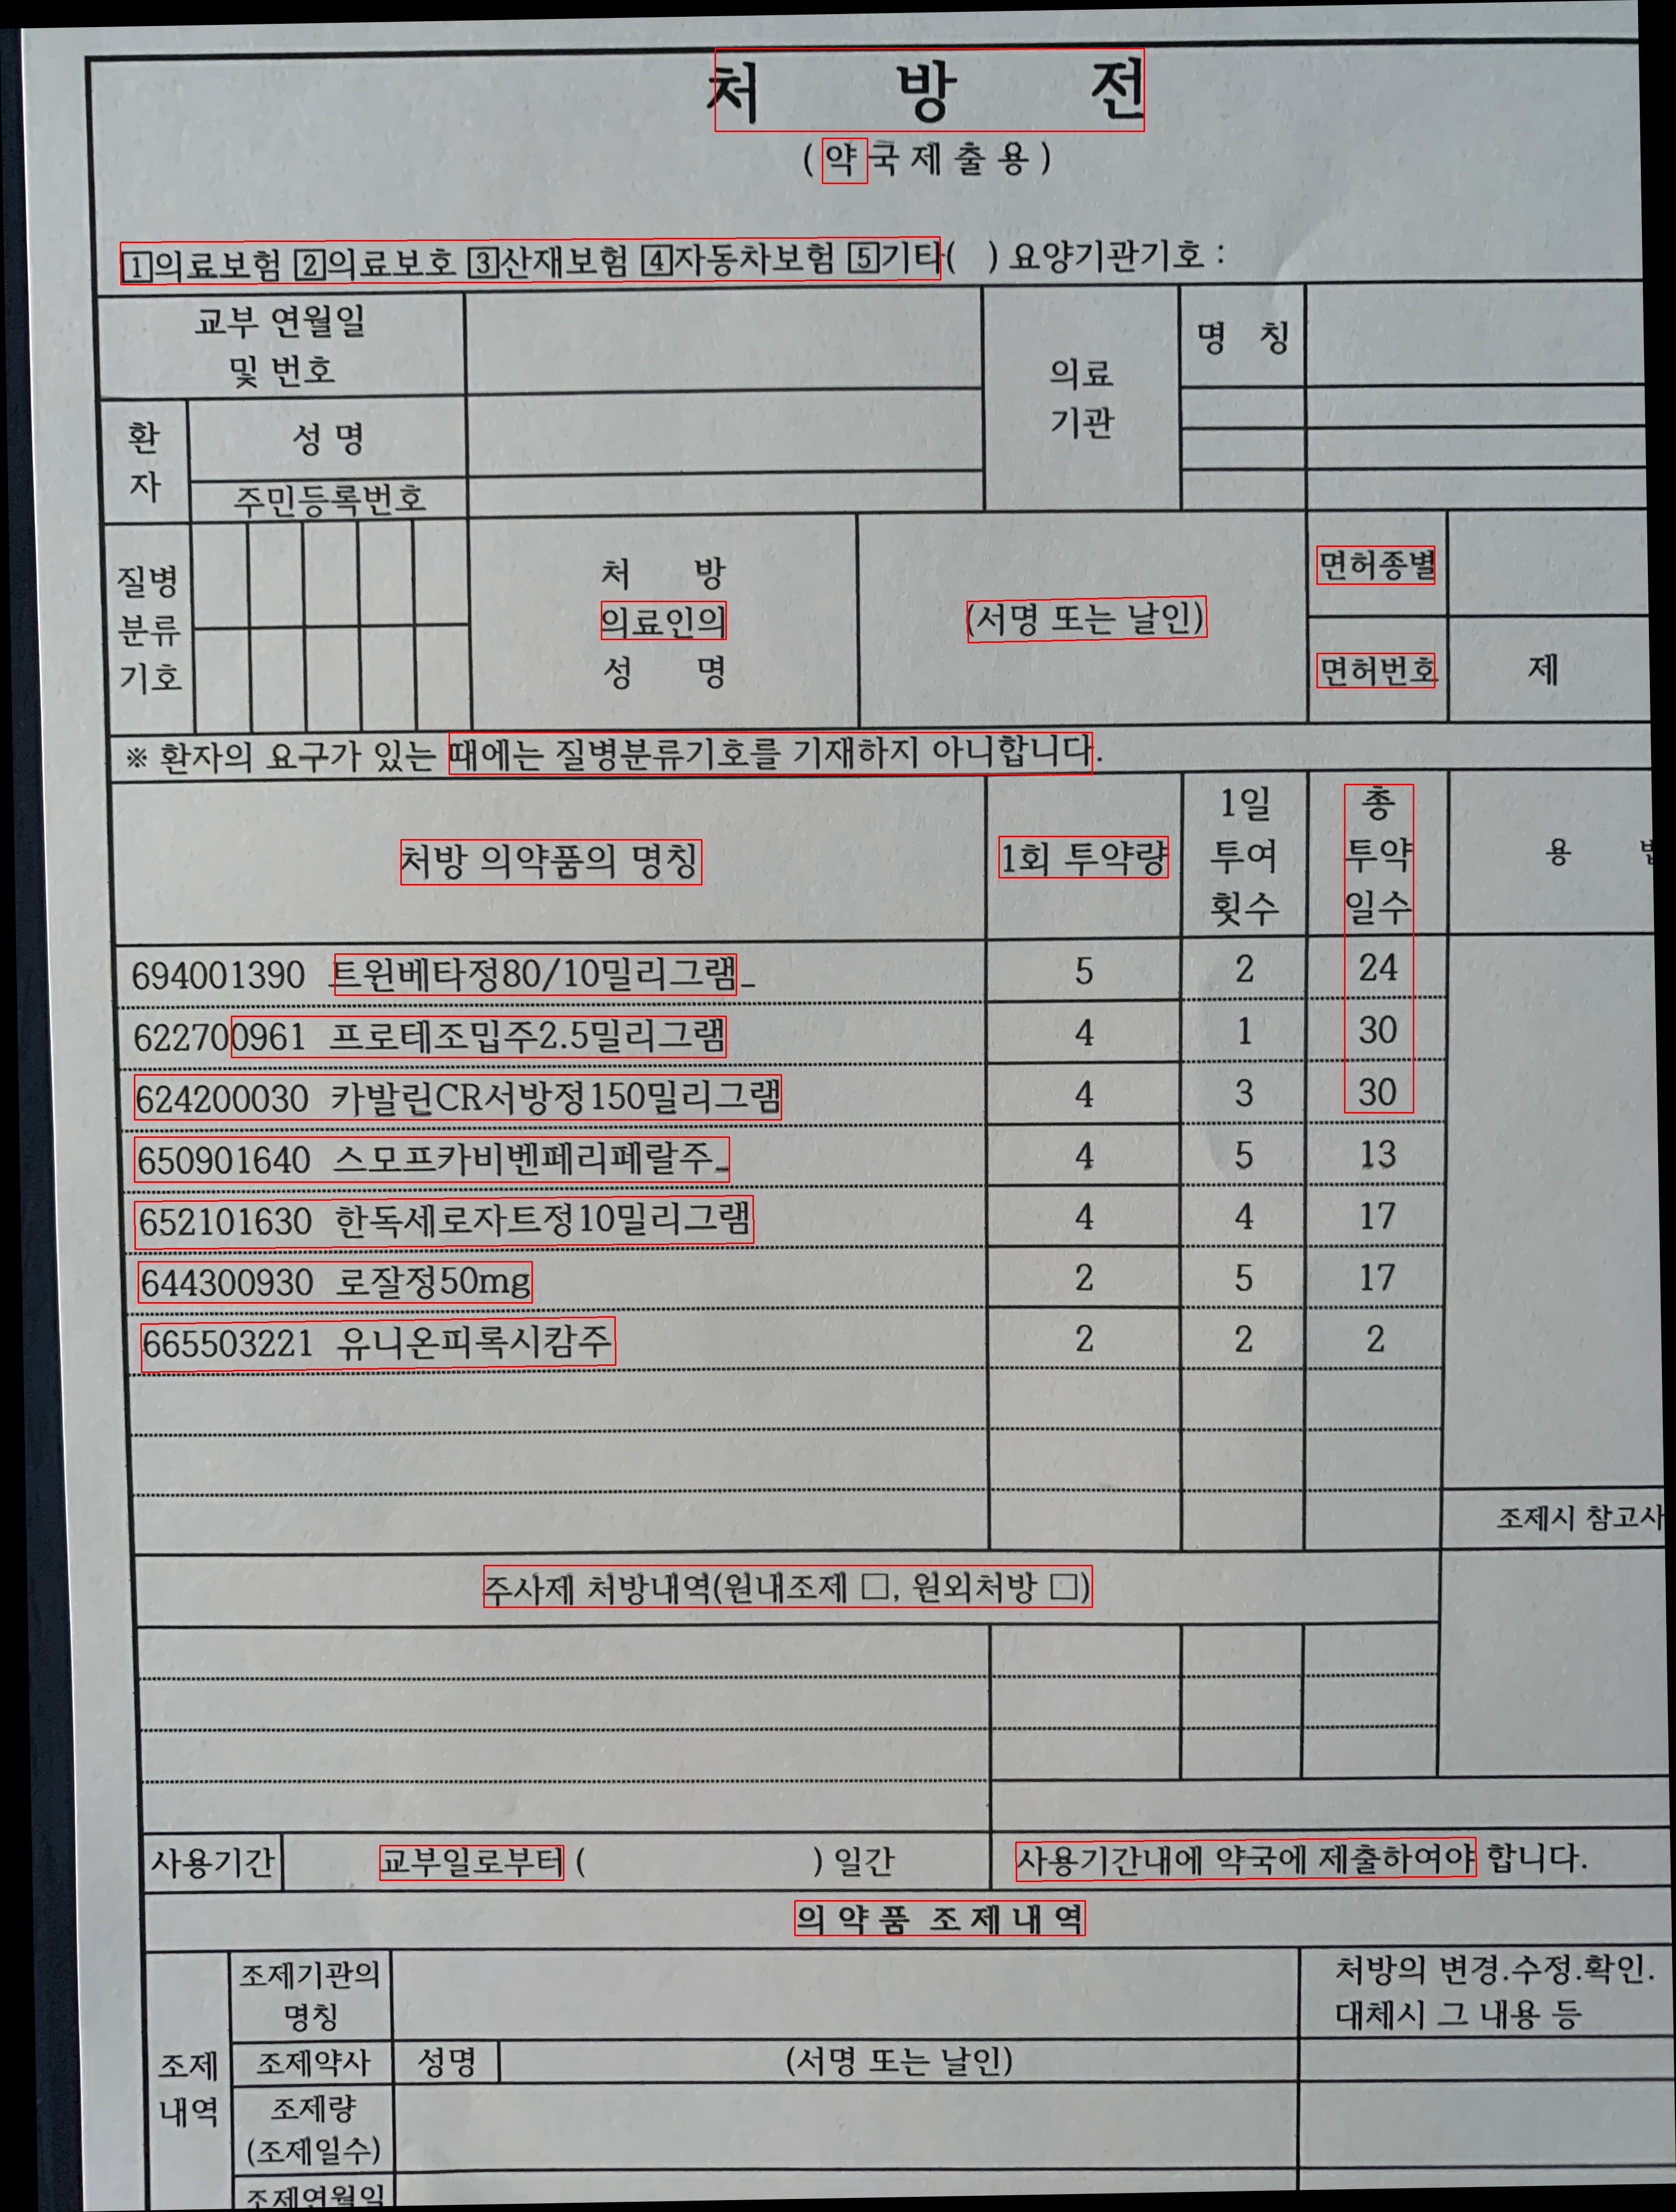 처 방 전
(약국제출용)
1의료보험 2의료보호 3산재보험 4자동차보험 5기타( ) 요양기관기호 :
교부 연월일
및 번호
의료
기관
명 칭
환
자
성 명
주민등록번호
질병
분류
기호
처 방
의료인의
성 명
(서명 또는 날인)
면허종별
면허번호
제
※ 환자의 요구가 있는 때에는 질병분류기호를 기재하지 아니합니다.
처방 의약품의 명칭
1회 투약량
1일
투여
횟수
총
투약
일수
용
694001390 트윈베타정80/10밀리그램_ 5 2 24
622700961 프로테조밉주2.5밀리그램 4 1 30
624200030 카발린CR서방정150밀리그램 4 3 30
650901640 스모프카비벤페리페랄주_ 4 5 13
652101630 한독세로자트정10밀리그램 4 4 17
644300930 로잘정50mg 2 5 17
665503221 유니온피록시캄주 2 2 2
조제시 참고사
주사제 처방내역(원내조제 □, 원외처방 □)
사용기간 교부일로부터 ( ) 일간 사용기간내에 약국에 제출하여야 합니다.
의 약 품 조 제 내 역
조제
내역
조제기관의
명칭
처방의 변경.수정.확인.
대체시 그 내용 등
조제약사 성명 (서명 또는 날인)
조제량
(조제일수)
조제연월일